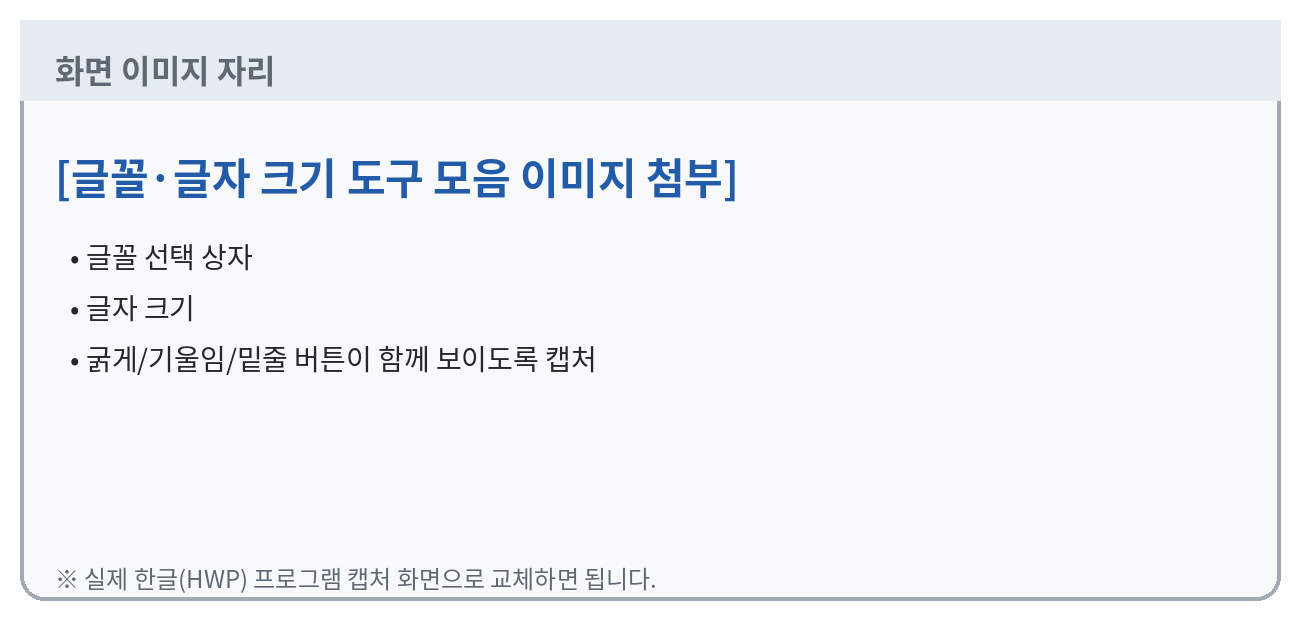 화면 이미지 자리
[글꼴·글자 크기 도구 모음 이미지 첨부]
• 글꼴 선택 상자
• 글자 크기
• 굵게/기울임/밑줄 버튼이 함께 보이도록 캡처
※ 실제 한글(HWP) 프로그램 캡처 화면으로 교체하면 됩니다.